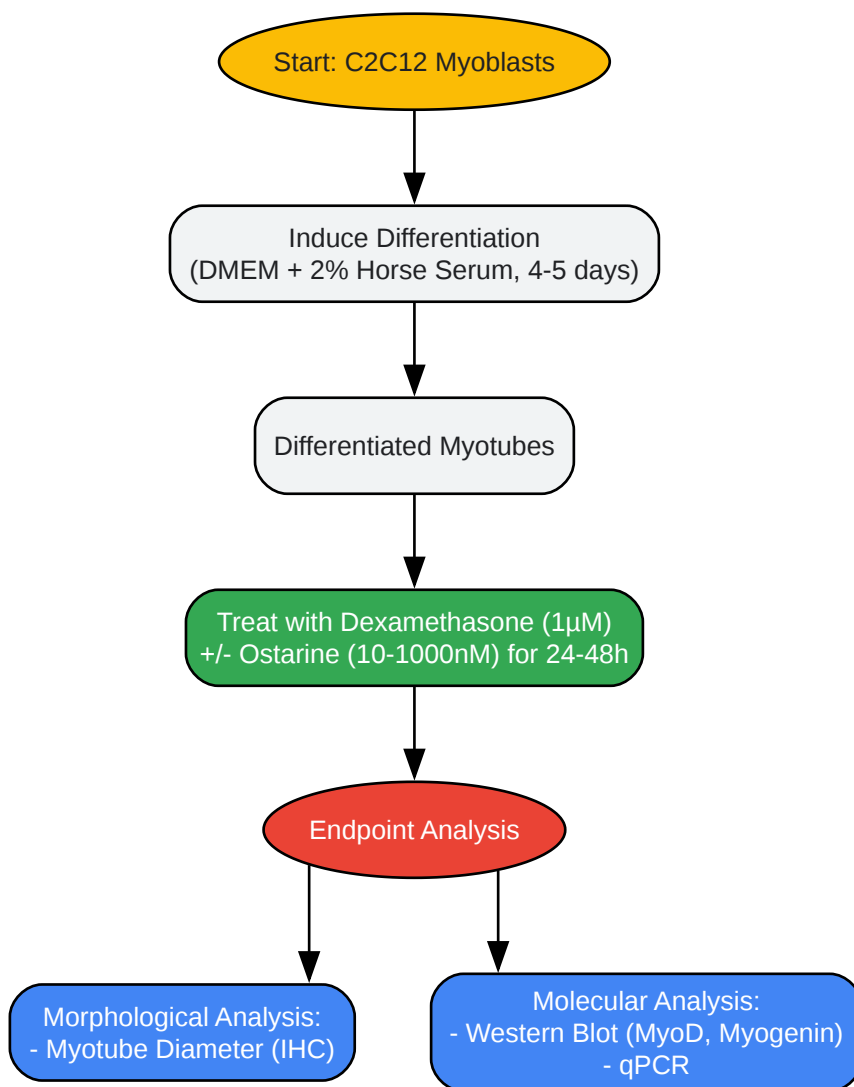 Start: C2C12 Myoblasts
Induce Differentiation
(DMEM + 2% Horse Serum, 4-5 days)
Differentiated Myotubes
Treat with Dexamethasone (1µM)
+/- Ostarine (10-1000nM) for 24-48h
Endpoint Analysis
Morphological Analysis:
- Myotube Diameter (IHC)
Molecular Analysis:
- Western Blot (MyoD, Myogenin)
- qPCR